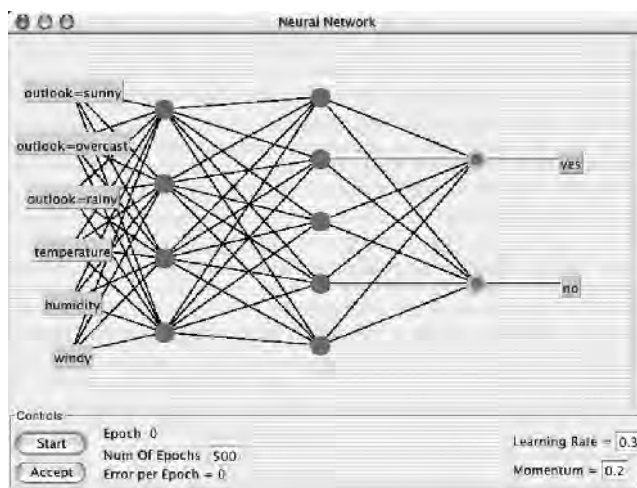 Neural Network
outlook=sunny
outlook=overcast
outlook=rainy
temperature
humidity
windy
yes
no
Controls
Start
Accept
Epoch 0
Num Of Epochs 500
Error per Epoch = 0
Learning Rate = 0.3
Momentum = 0.2